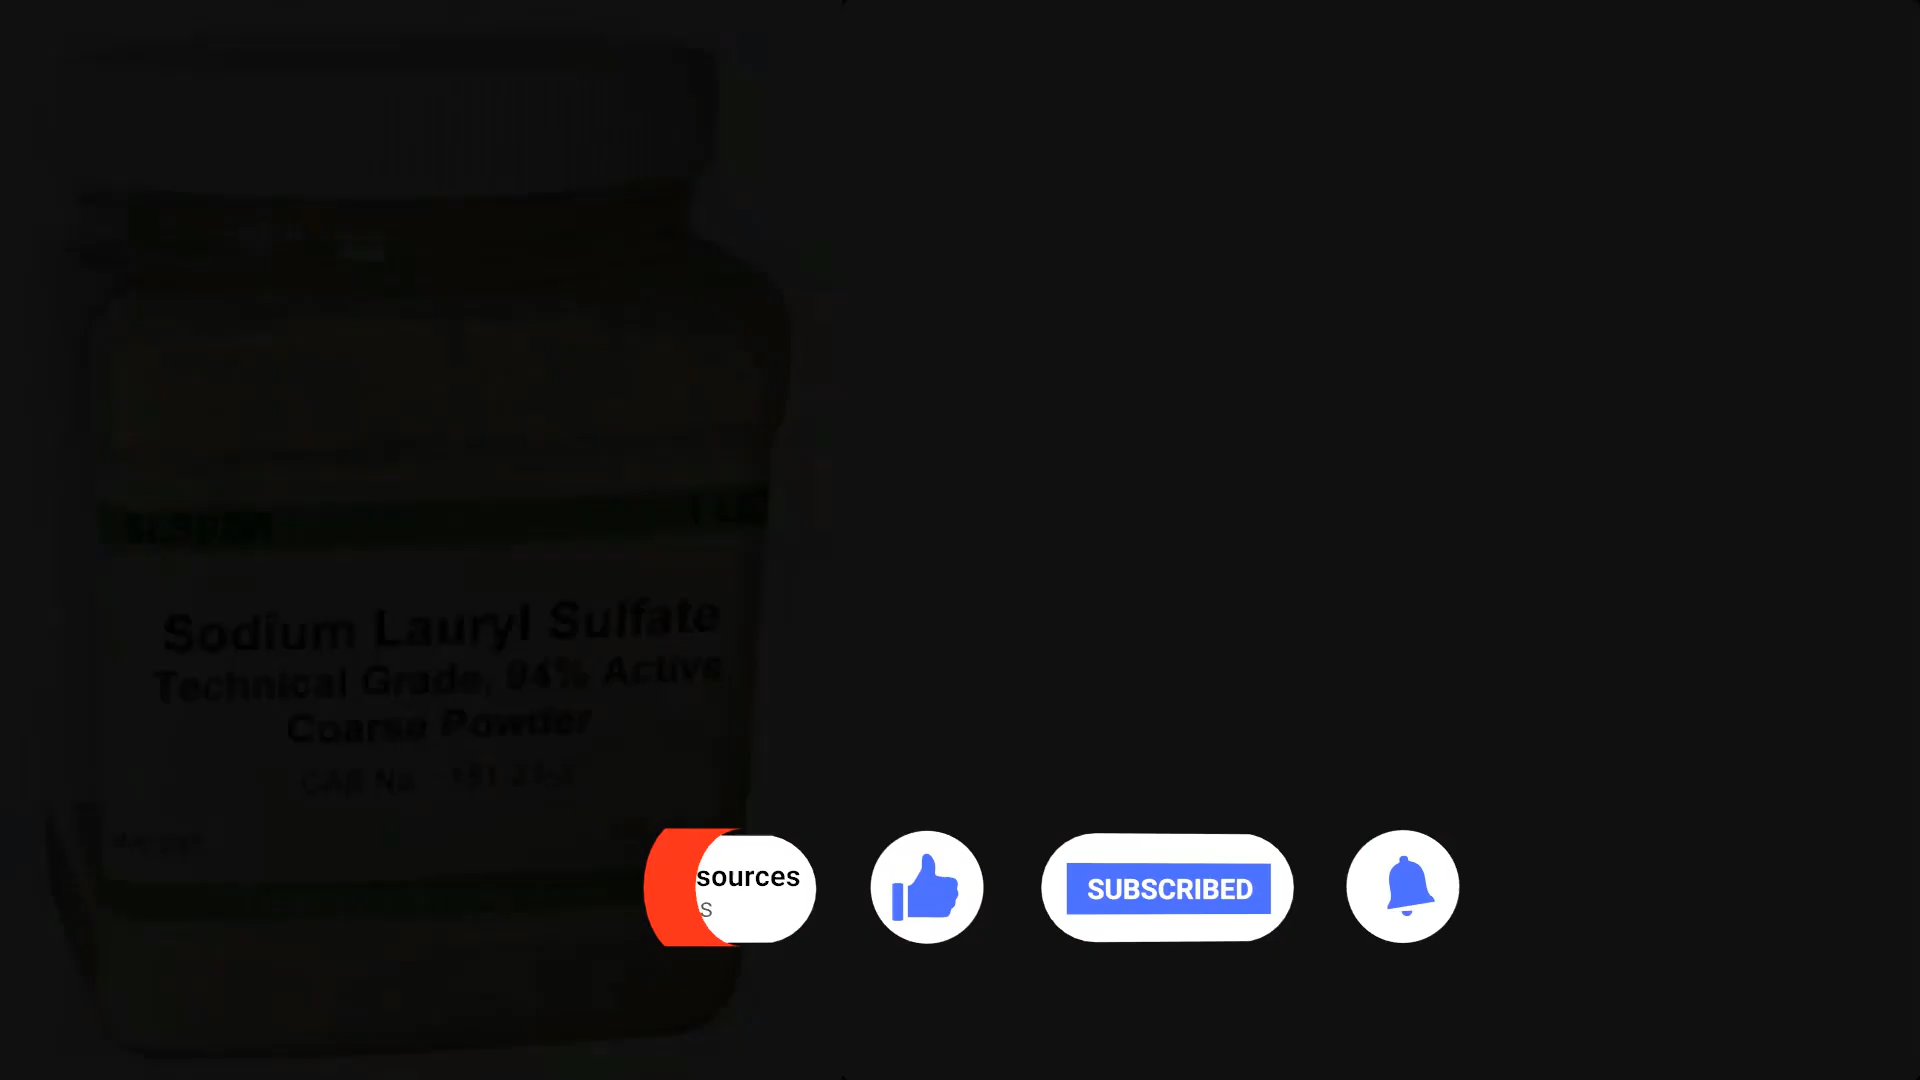 Sodium Lauryl Sulfate
Technical Grade, 94% Active
Coarse Powder
sources
s
SUBSCRIBED